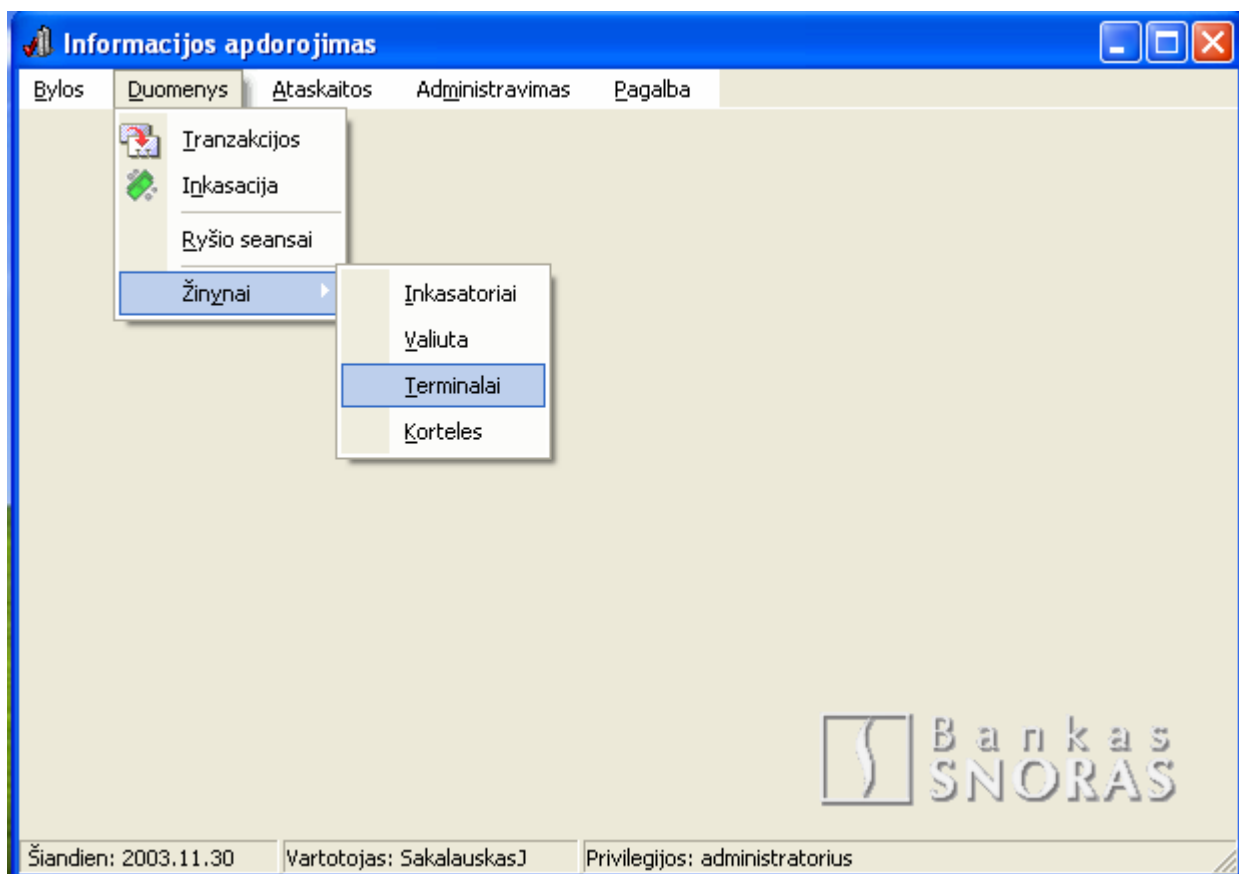 Informacijos apdorojimas
Bylos Duomenys Ataskaitos Administravimas Pagalba
Tranzakcijos
Inkasacija
Ryšio seansai
Žinynai
Inkasatoriai
Valiuta
Terminalai
Korteles
Bankas
SNORAS
Šiandien: 2003.11.30 Vartotojas: SakalauskasJ Privilegijos: administratorius